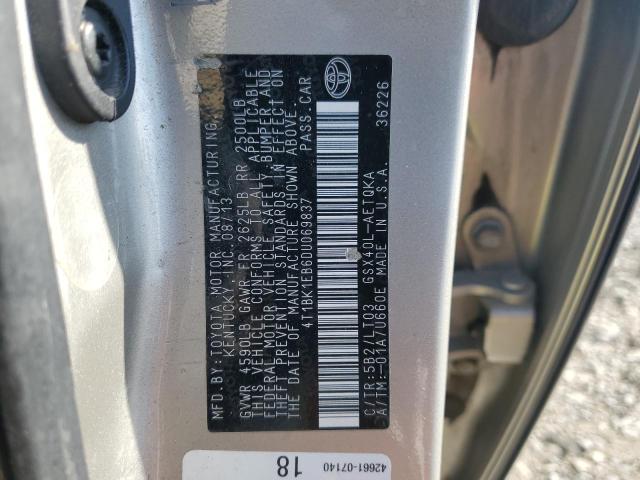 MFD. BY: TOYOTA MOTOR MANUFACTURING,
KENTUCKY, INC. 08/13
GVWR 4590LB GAWR FR 2625LB RR 2500LB
THIS VEHICLE CONFORMS TO ALL APPLICABLE
FEDERAL MOTOR VEHICLE SAFETY, BUMPER, AND
THEFT PREVENTION STANDARDS IN EFFECT ON
THE DATE OF MANUFACTURE SHOWN ABOVE.
4T1BK1EB6DU069837 PASS. CAR
C/TR: 5B2/LT03 GSX40L-AETQKA
A/TM: -01A/U660E MADE IN U.S.A. 36226
42661-07140
18